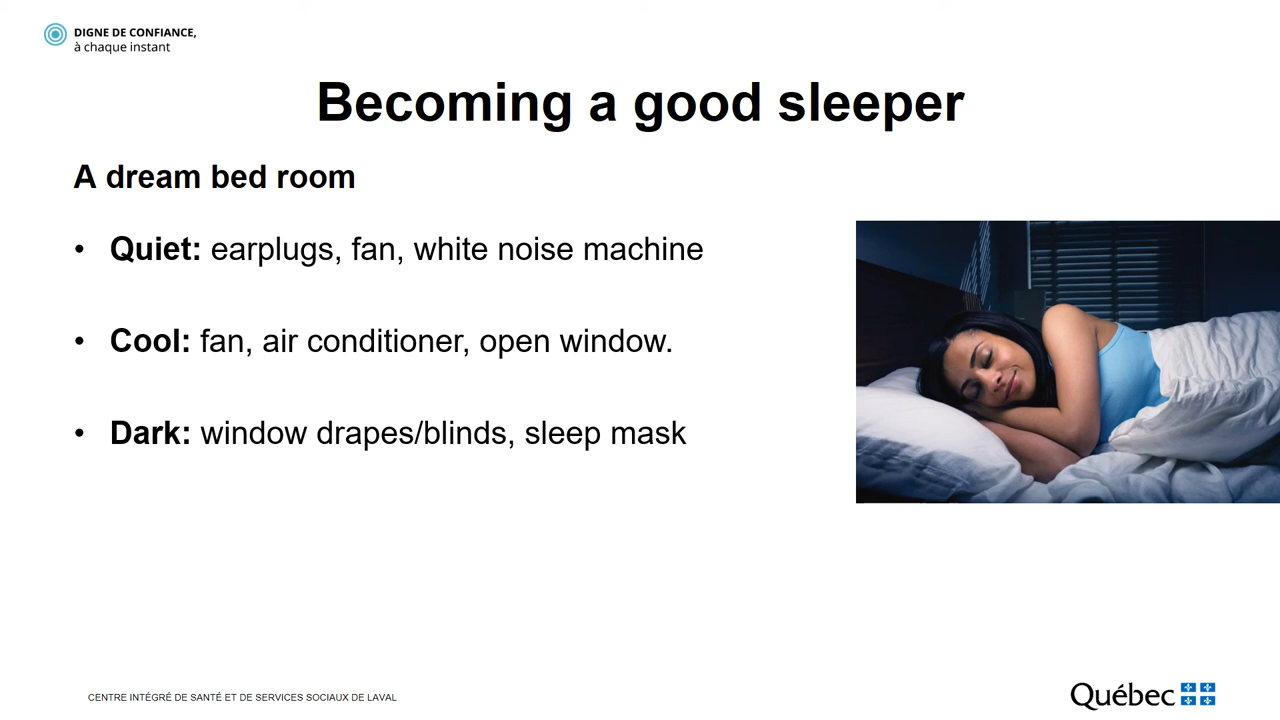 DIGNE DE CONFIANCE,
à chaque instant
Becoming a good sleeper
A dream bed room
• Quiet: earplugs, fan, white noise machine
• Cool: fan, air conditioner, open window.
• Dark: window drapes/blinds, sleep mask
CENTRE INTÉGRÉ DE SANTÉ ET DE SERVICES SOCIAUX DE LAVAL
Québec